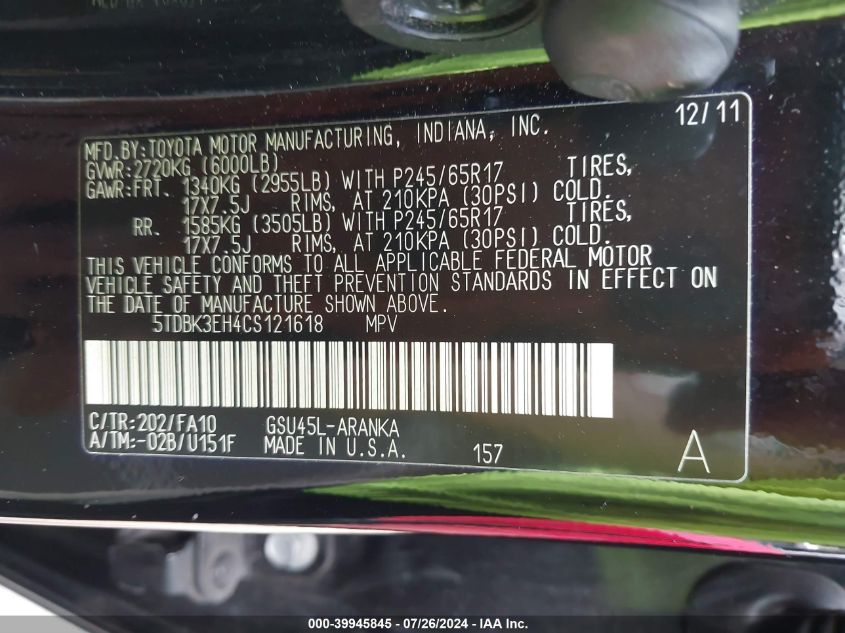 12/11
MFD.BY:TOYOTA MOTOR MANUFACTURING, INDIANA, INC.
GVWR:2720KG (6000LB)
GAWR:FRT. 1340KG (2955LB) WITH P245/65R17 TIRES,
17X7.5J RIMS, AT 210KPA (30PSI) COLD.
RR. 1585KG (3505LB) WITH P245/65R17 TIRES,
17X7.5J RIMS, AT 210KPA (30PSI) COLD.
THIS VEHICLE CONFORMS TO ALL APPLICABLE FEDERAL MOTOR
VEHICLE SAFETY AND THEFT PREVENTION STANDARDS IN EFFECT ON
THE DATE OF MANUFACTURE SHOWN ABOVE.
5TDBK3EH4CS121618 MPV
C/TR:202/FA10 GSU45L-ARANKA
A/TM:-02B/U151F MADE IN U.S.A. 157 A
000-39945845 - 07/26/2024 - IAA Inc.